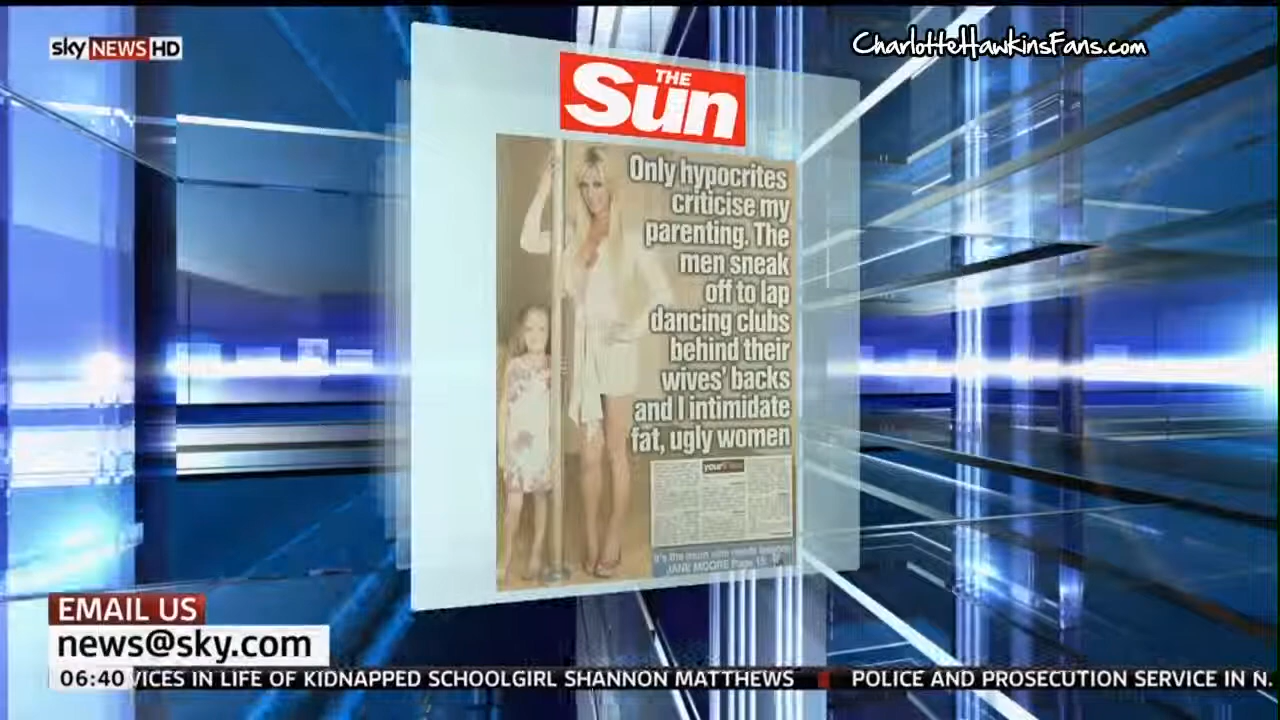 sky NEWS HD
CharlotteHawkinsFans.com
THE
Sun
Only hypocrites
criticise my
parenting. The
men sneak
off to lap
dancing clubs
behind their
wives' backs
and I intimidate
fat, ugly women
JANE MOORE Page
EMAIL US
news@sky.com
06:40 VICES IN LIFE OF KIDNAPPED SCHOOLGIRL SHANNON MATTHEWS POLICE AND PROSECUTION SERVICE IN N.